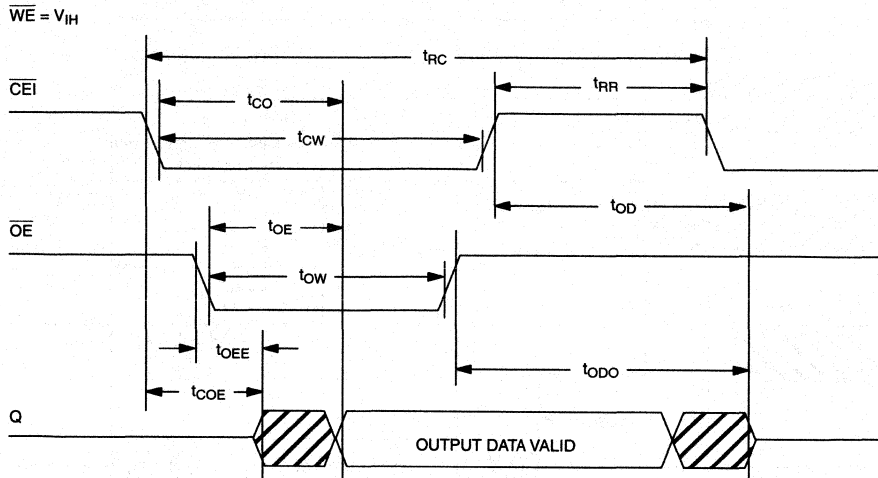 WE = VIH
tRC
CEI
tRR
tCO
tCW
tOD
OE
tOE
tOW
tOEE
tODO
tCOE
Q
OUTPUT DATA VALID